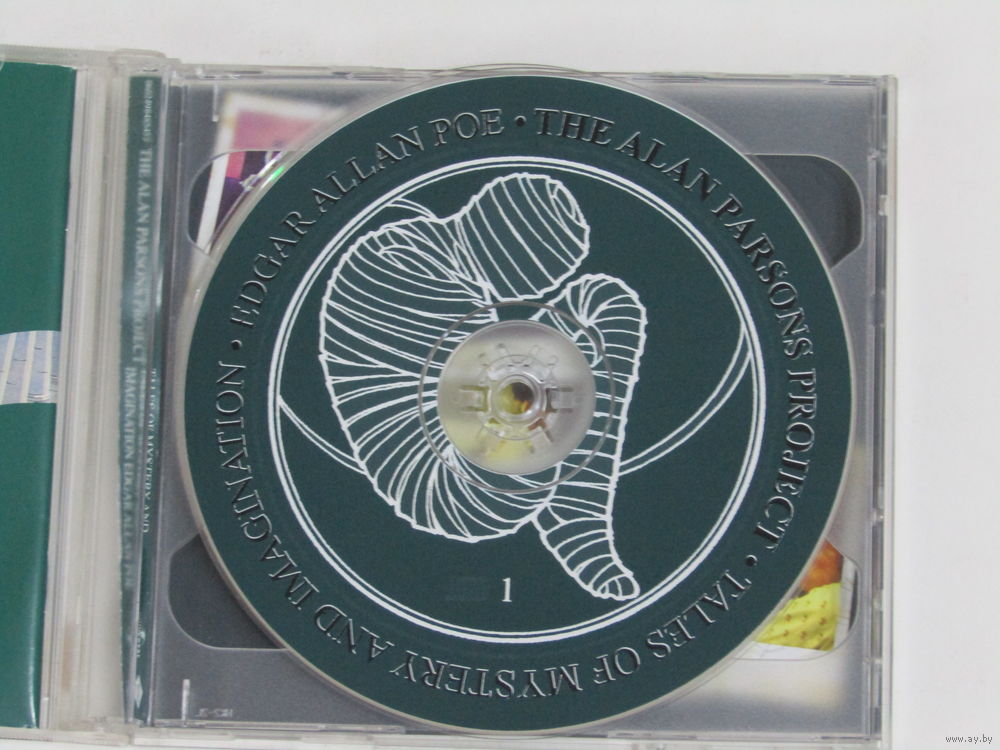 THE ALAN PARSONS PROJECT • TALES OF MYSTERY AND IMAGINATION • EDGAR ALLAN POE •
1
THE ALAN PARSONS PROJECT
TALES OF MYSTERY AND
IMAGINATION EDGAR ALLAN POE
www.ay.by